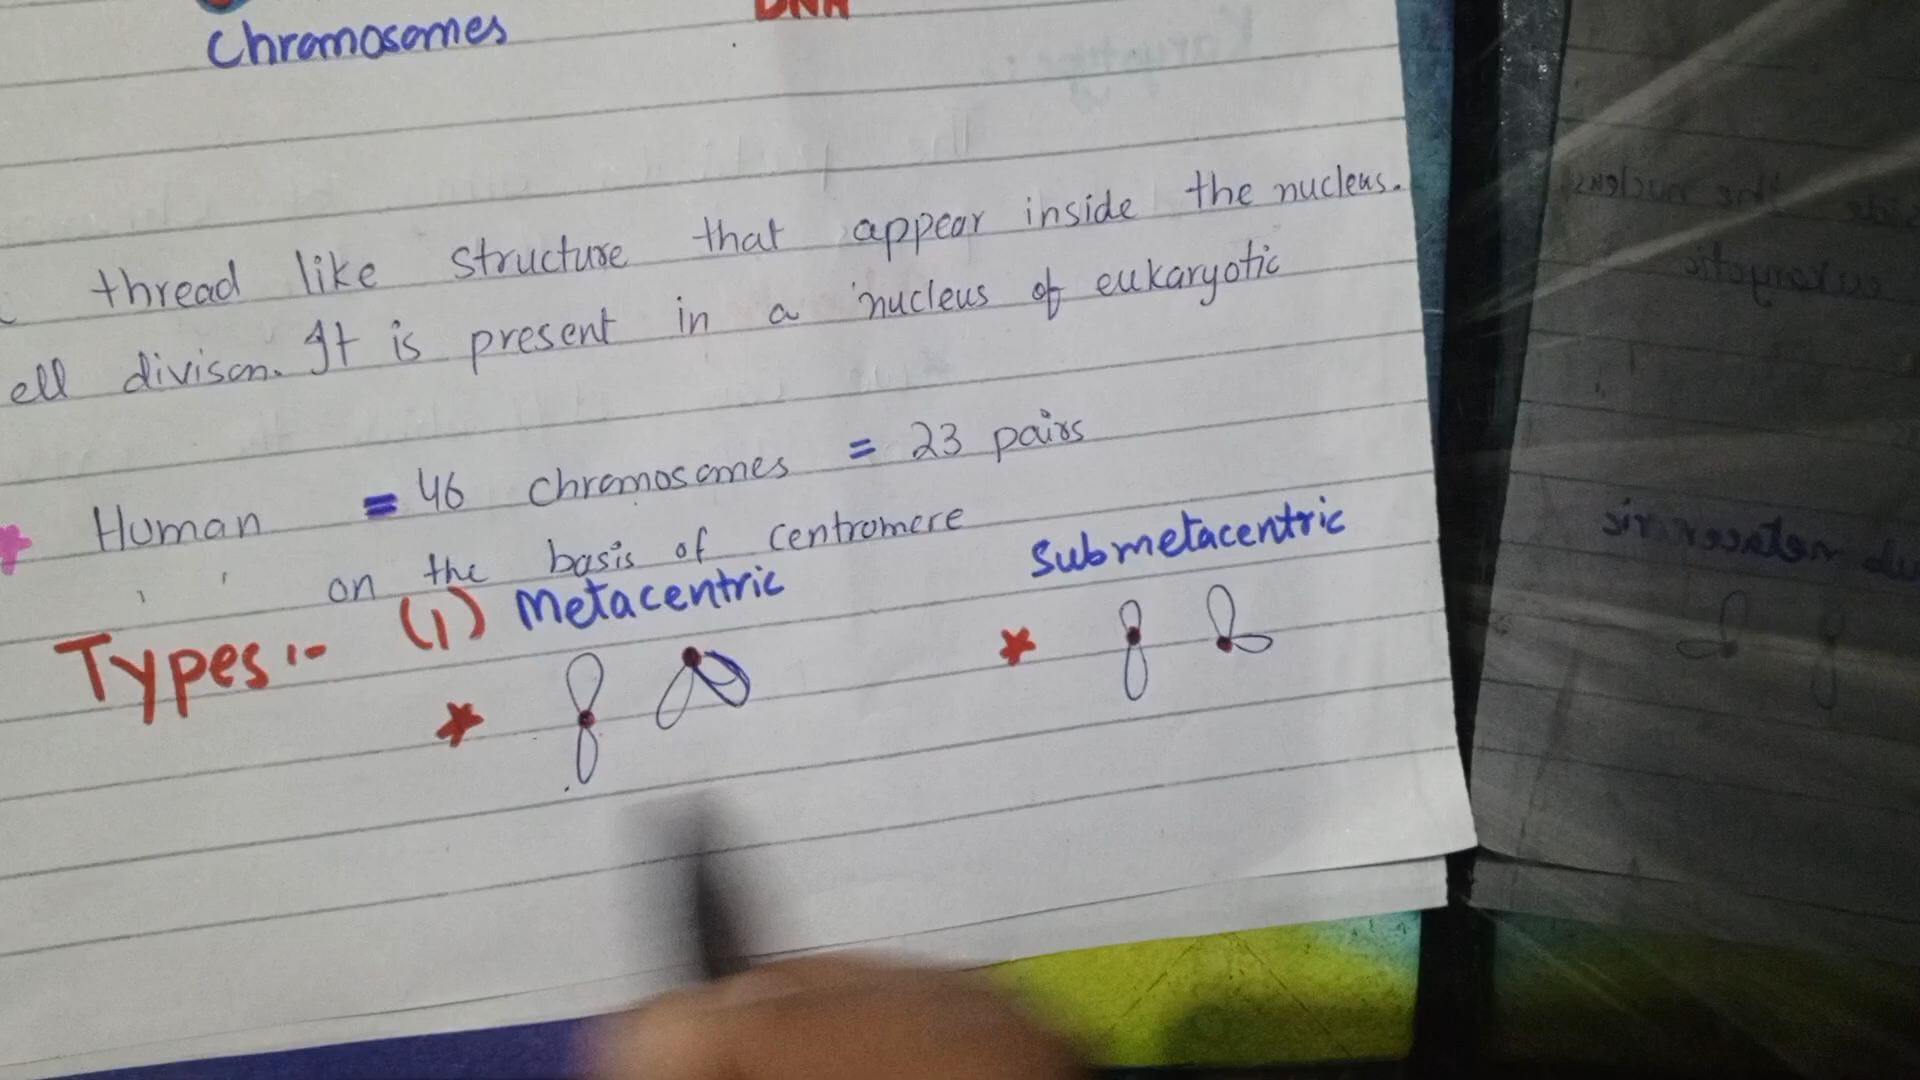 Chromosomes DNA
thread like structure that appear inside the nucleus.
ell divison. It is present in a nucleus of eukaryotic
Human = 46 chromosomes = 23 pairs
on the basis of centromere
Types:- (1) Metacentric Submetacentric